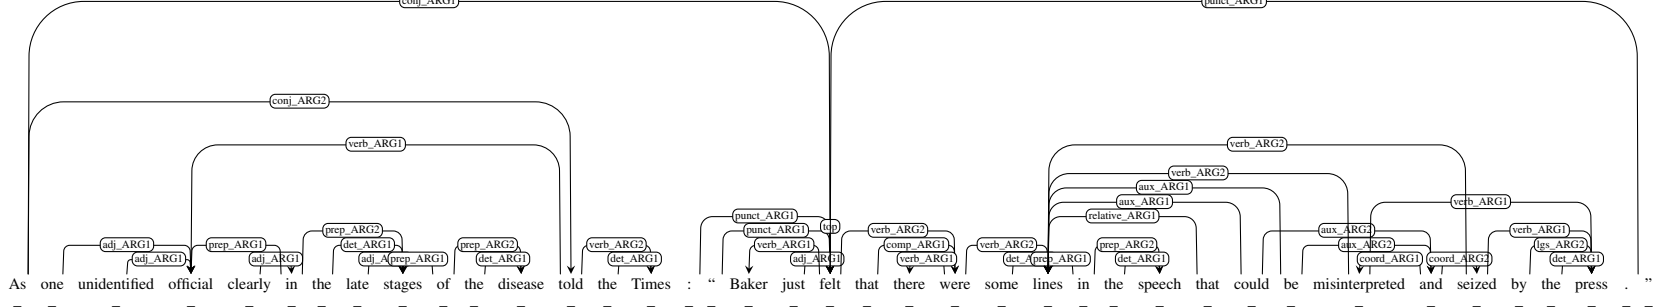 conj_ARG1 punct_ARG1
conj_ARG2
verb_ARG1 verb_ARG2
verb_ARG2
aux_ARG1
aux_ARG1 verb_ARG1
punct_ARG1 relative_ARG1
top
prep_ARG2 punct_ARG1 verb_ARG2 aux_ARG2 verb_ARG1
adj_ARG1 prep_ARG1 det_ARG1 prep_ARG2 verb_ARG2 verb_ARG1 comp_ARG1 verb_ARG2 prep_ARG2 aux_ARG2 lgs_ARG2
adj_ARG1 adj_ARG1 prep_ARG1 det_ARG1 det_ARG1 adj_ARG1 verb_ARG1 prep_ARG1 det_ARG1 coord_ARG1 coord_ARG2 det_ARG1
As one unidentified official clearly in the late stages of the disease told the Times : “ Baker just felt that there were some lines in the speech that could be misinterpreted and seized by the press . ”